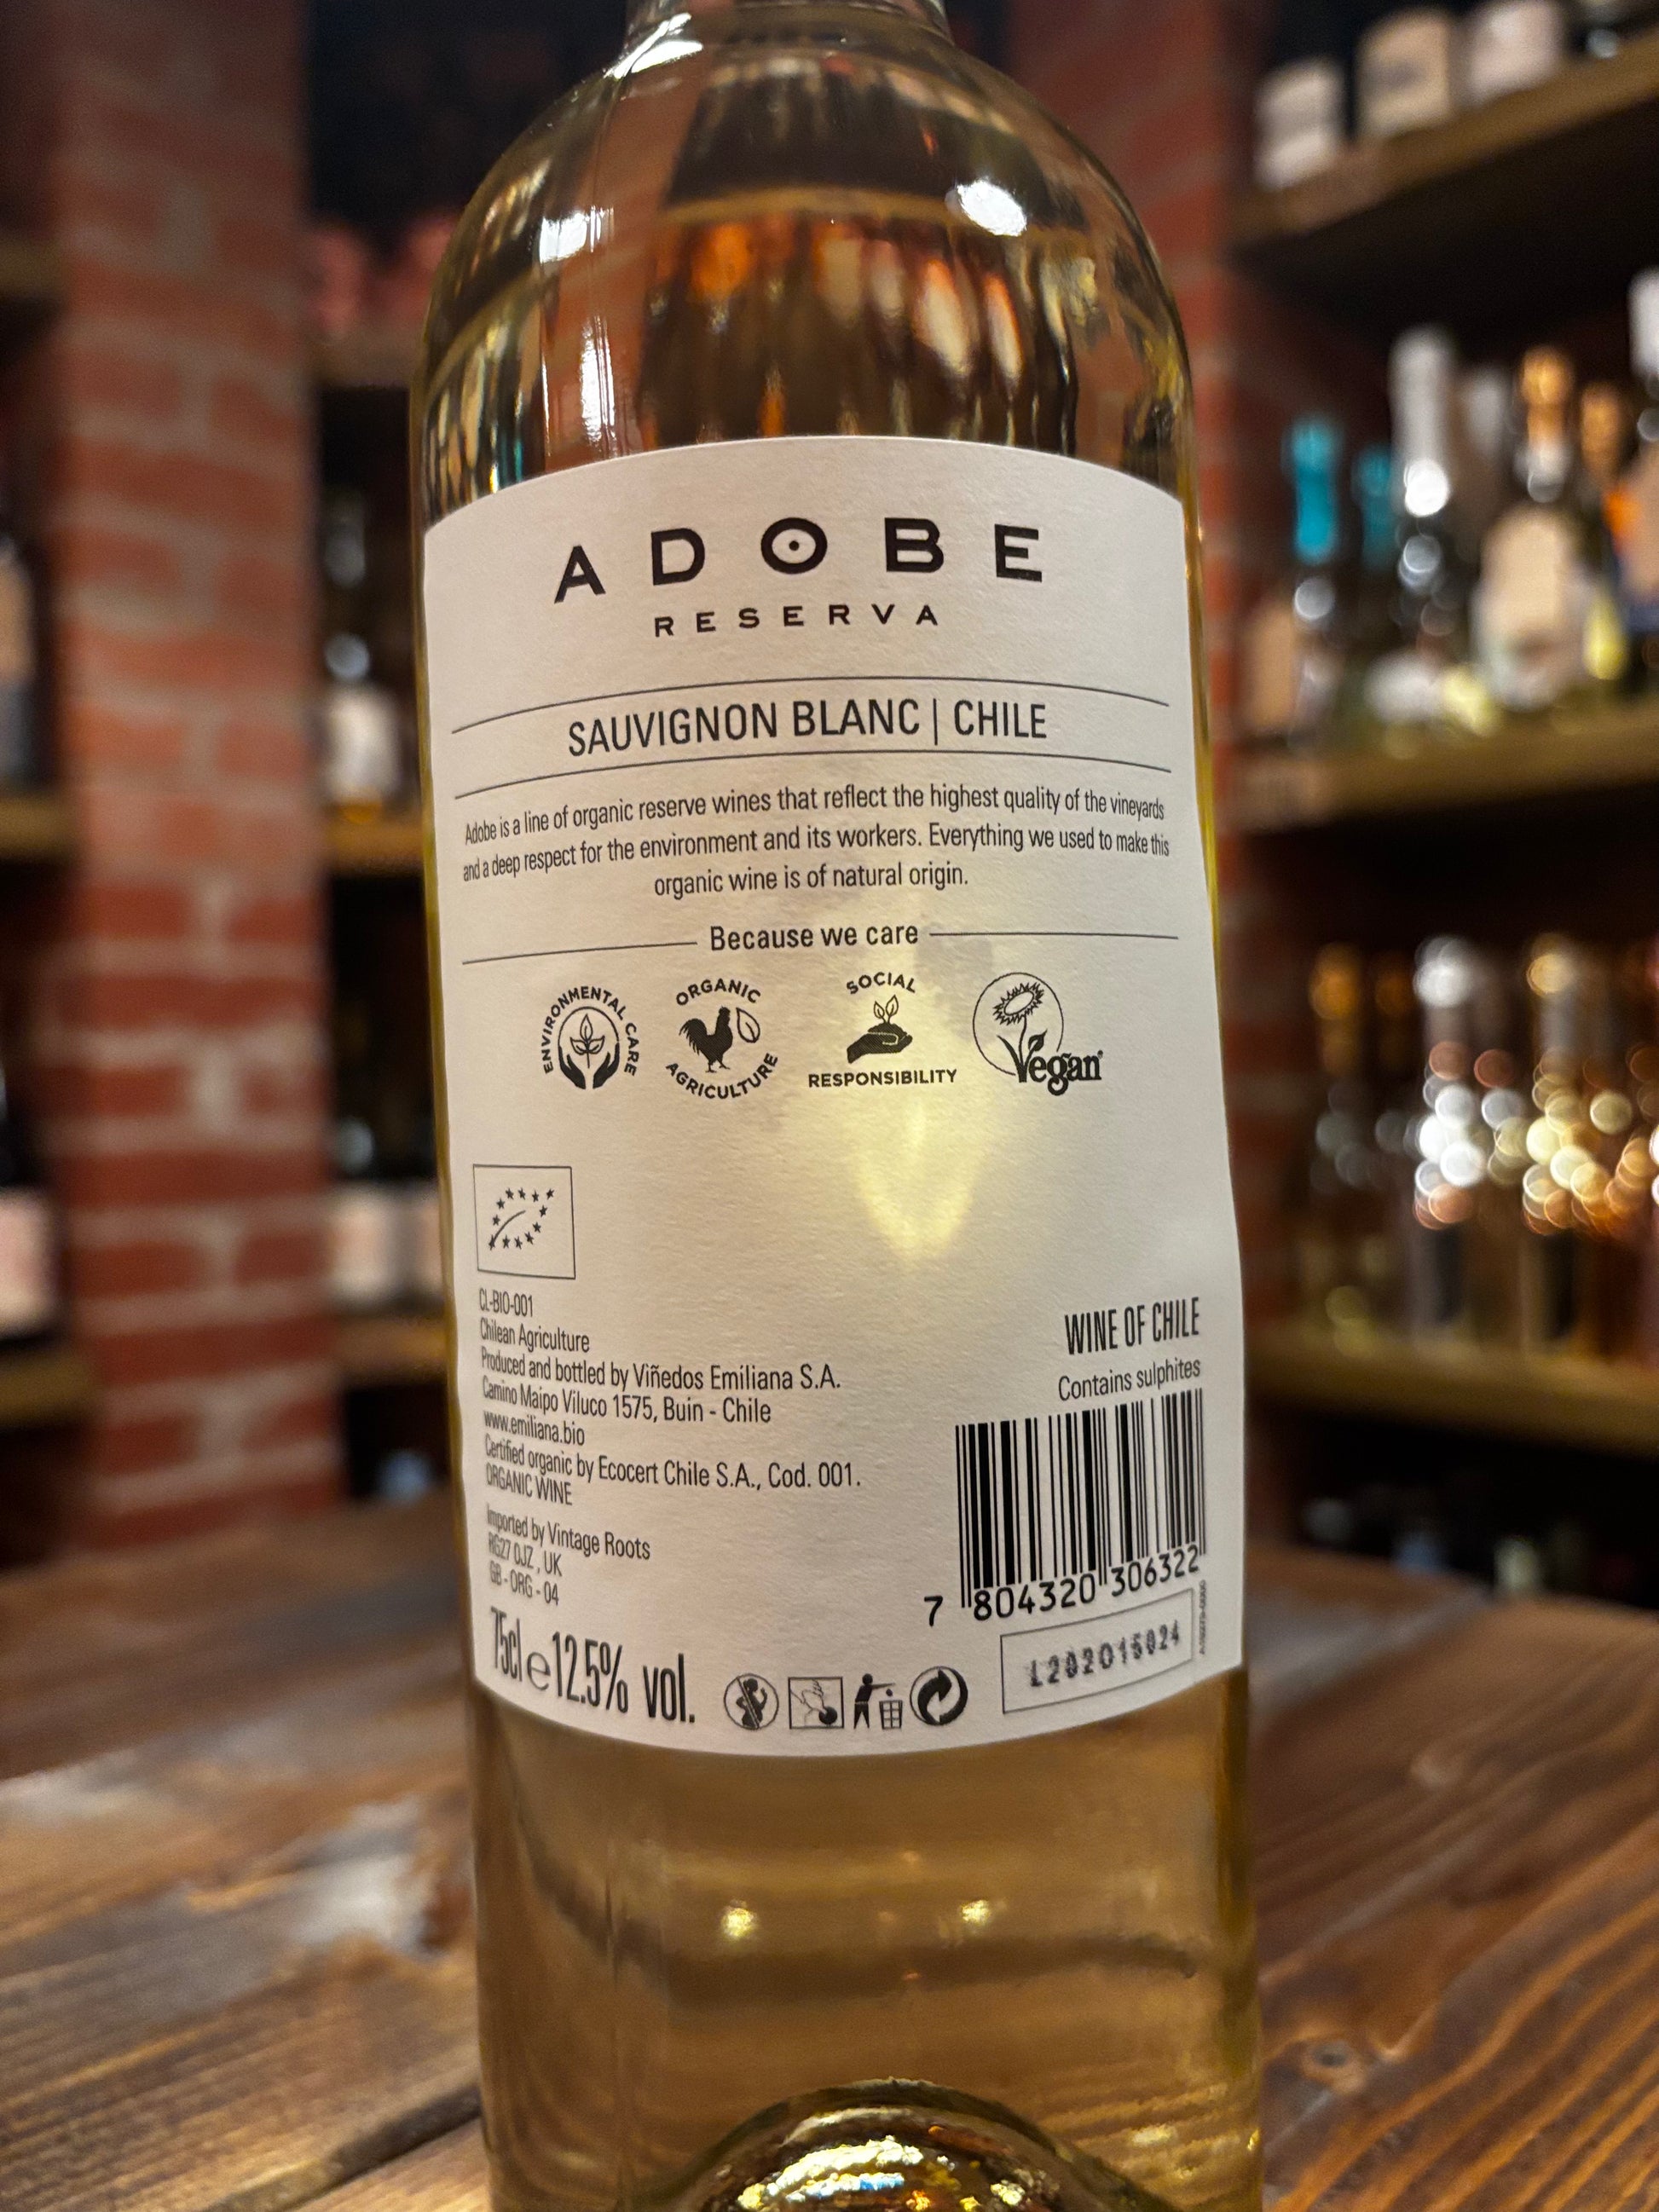 ADOBE
RESERVA
SAUVIGNON BLANC | CHILE
Adobe is a line of organic reserve wines that reflect the highest quality of the vineyards
and a deep respect for the environment and its workers. Everything we used to make this
organic wine is of natural origin.
Because we care
ENVIRONMENTAL CARE
ORGANIC AGRICULTURE
SOCIAL RESPONSIBILITY
Vegan
CL-BIO-001
Chilean Agriculture
Produced and bottled by Viñedos Emiliana S.A.
Camino Maipo Viluco 1575, Buin - Chile
www.emiliana.bio
Certified organic by Ecocert Chile S.A., Cod. 001.
ORGANIC WINE
Imported by Vintage Roots
RG27 0JZ, UK
GB - ORG - 04
75cl e 12.5% vol.
WINE OF CHILE
Contains sulphites
7 804320 306322